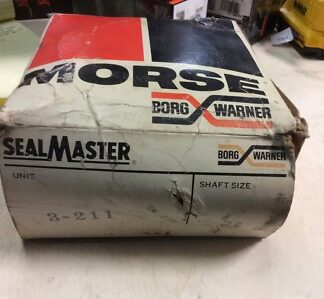 MORSE
BORG WARNER
SEALMASTER BORG WARNER
UNIT SHAFT SIZE
3-211